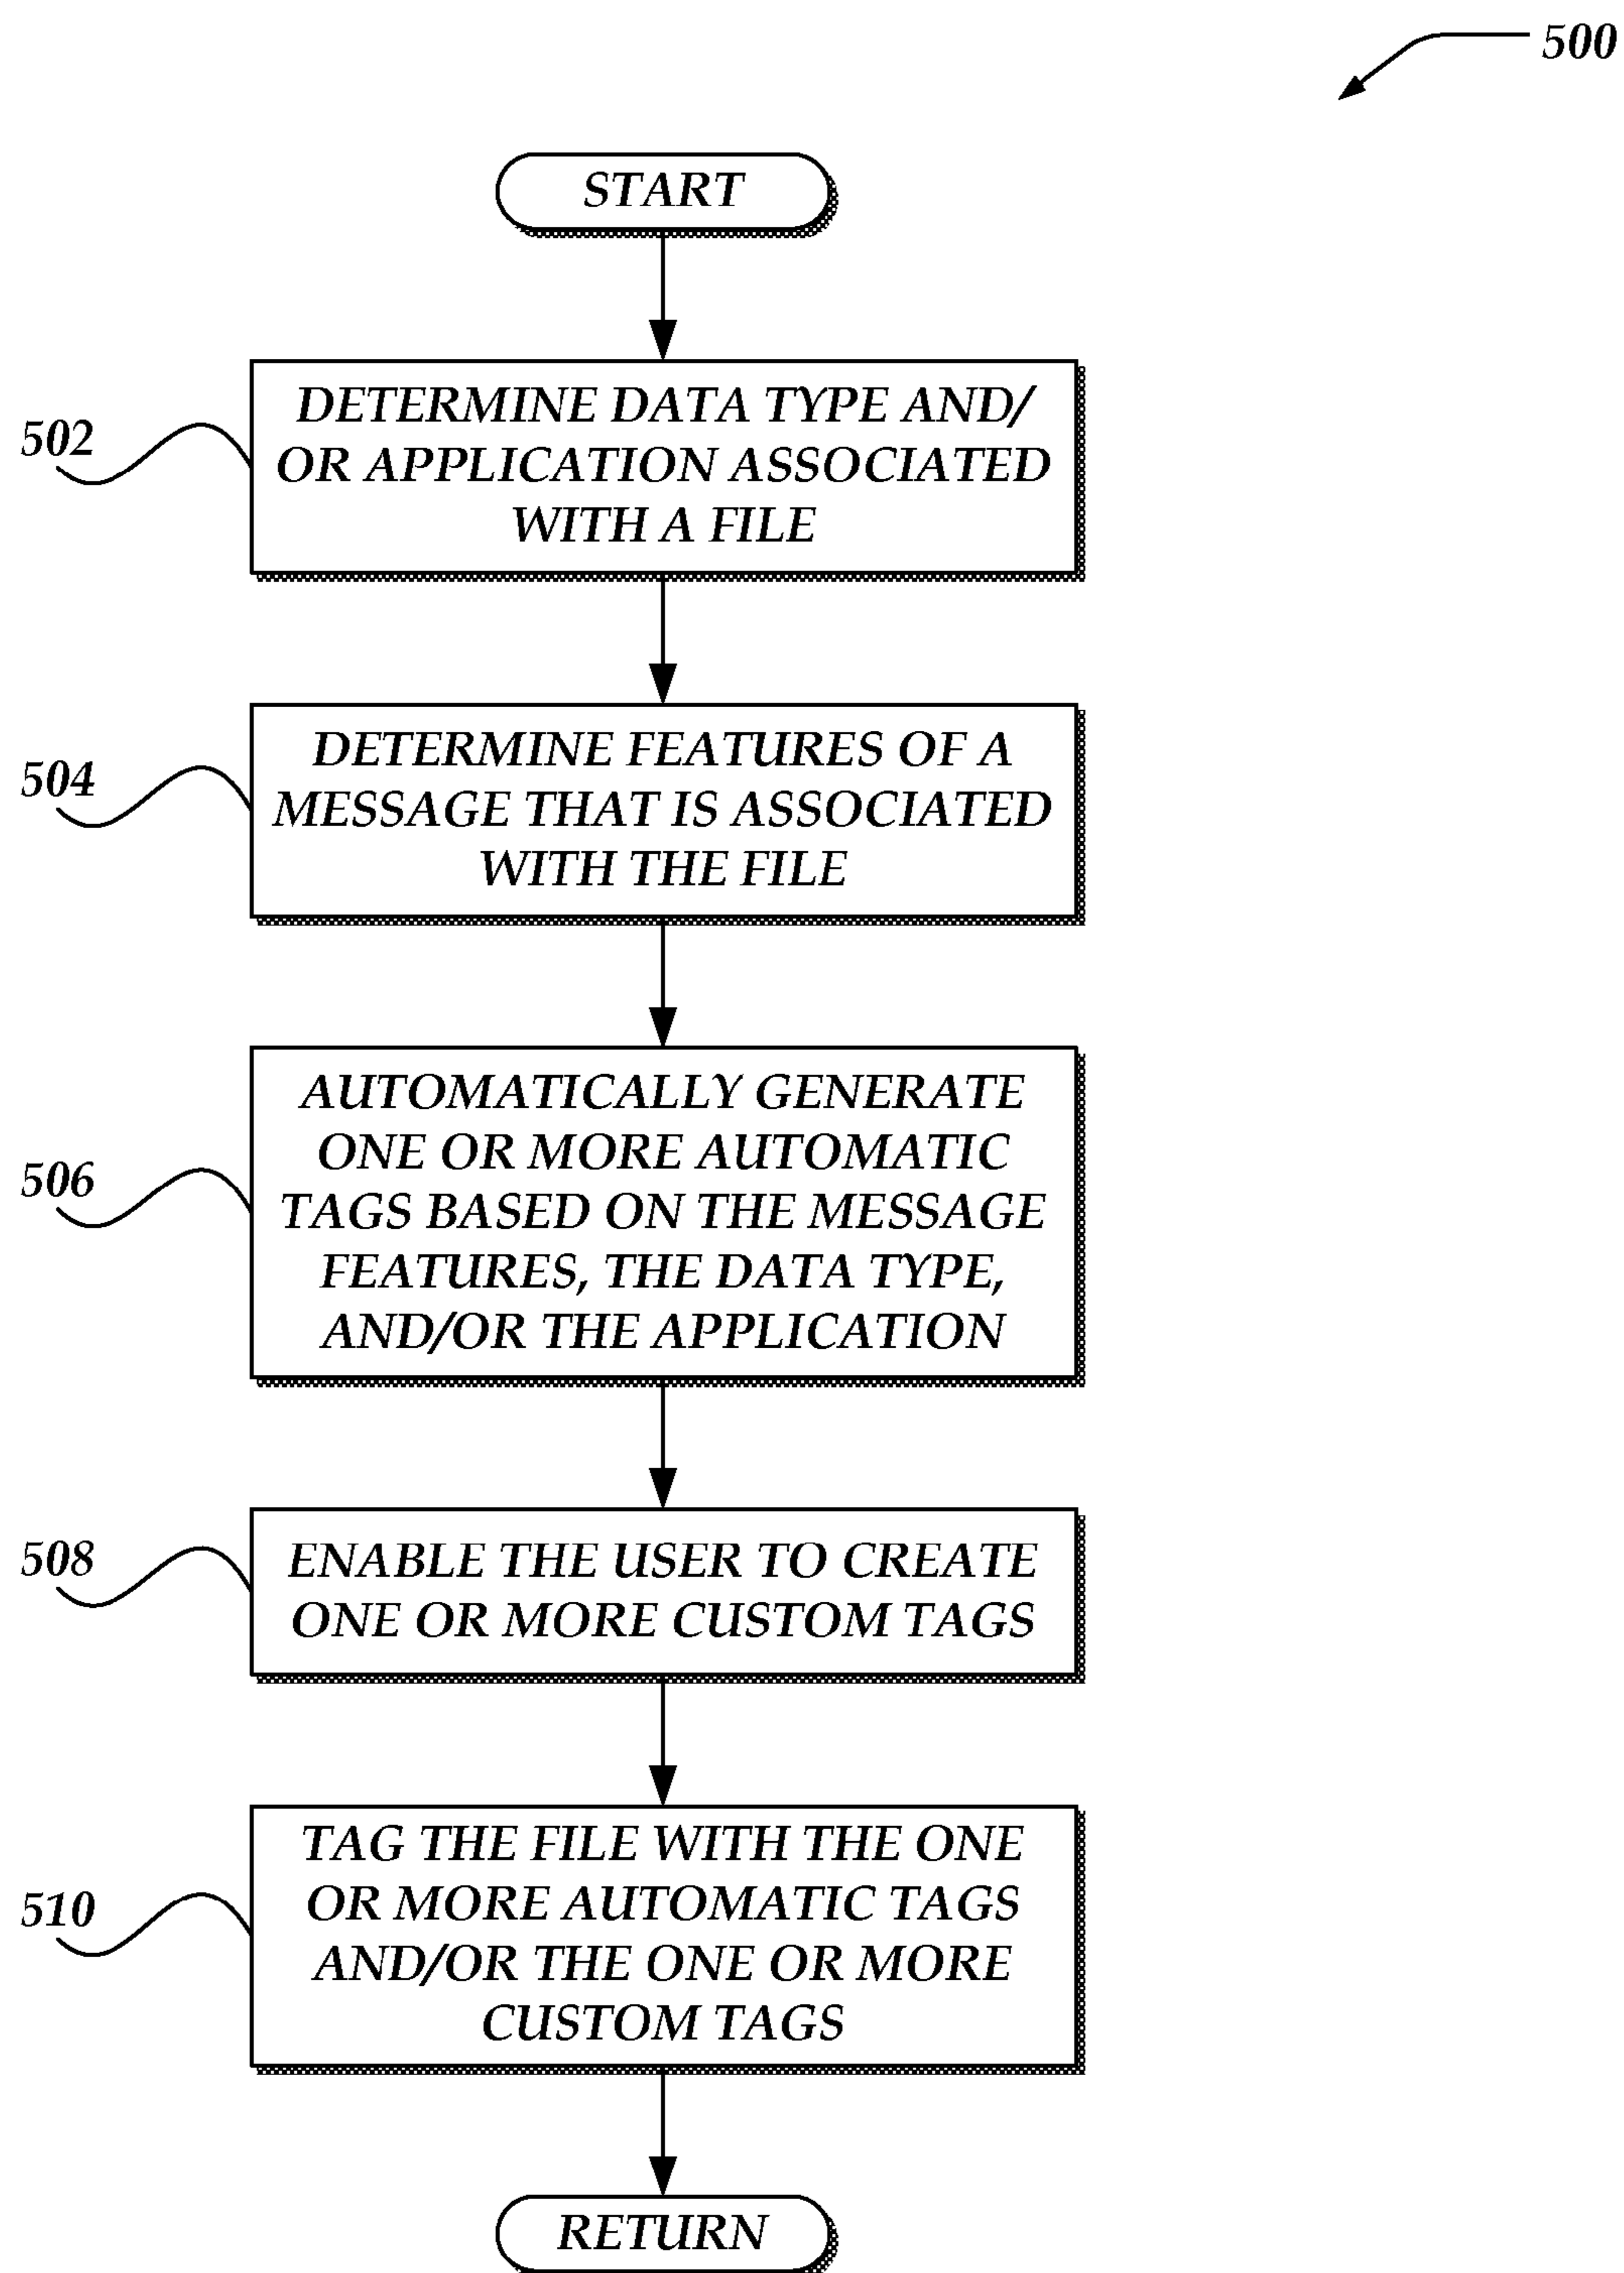 500
START
502
DETERMINE DATA TYPE AND/
OR APPLICATION ASSOCIATED
WITH A FILE
504
DETERMINE FEATURES OF A
MESSAGE THAT IS ASSOCIATED
WITH THE FILE
506
AUTOMATICALLY GENERATE
ONE OR MORE AUTOMATIC
TAGS BASED ON THE MESSAGE
FEATURES, THE DATA TYPE,
AND/OR THE APPLICATION
508
ENABLE THE USER TO CREATE
ONE OR MORE CUSTOM TAGS
510
TAG THE FILE WITH THE ONE
OR MORE AUTOMATIC TAGS
AND/OR THE ONE OR MORE
CUSTOM TAGS
RETURN